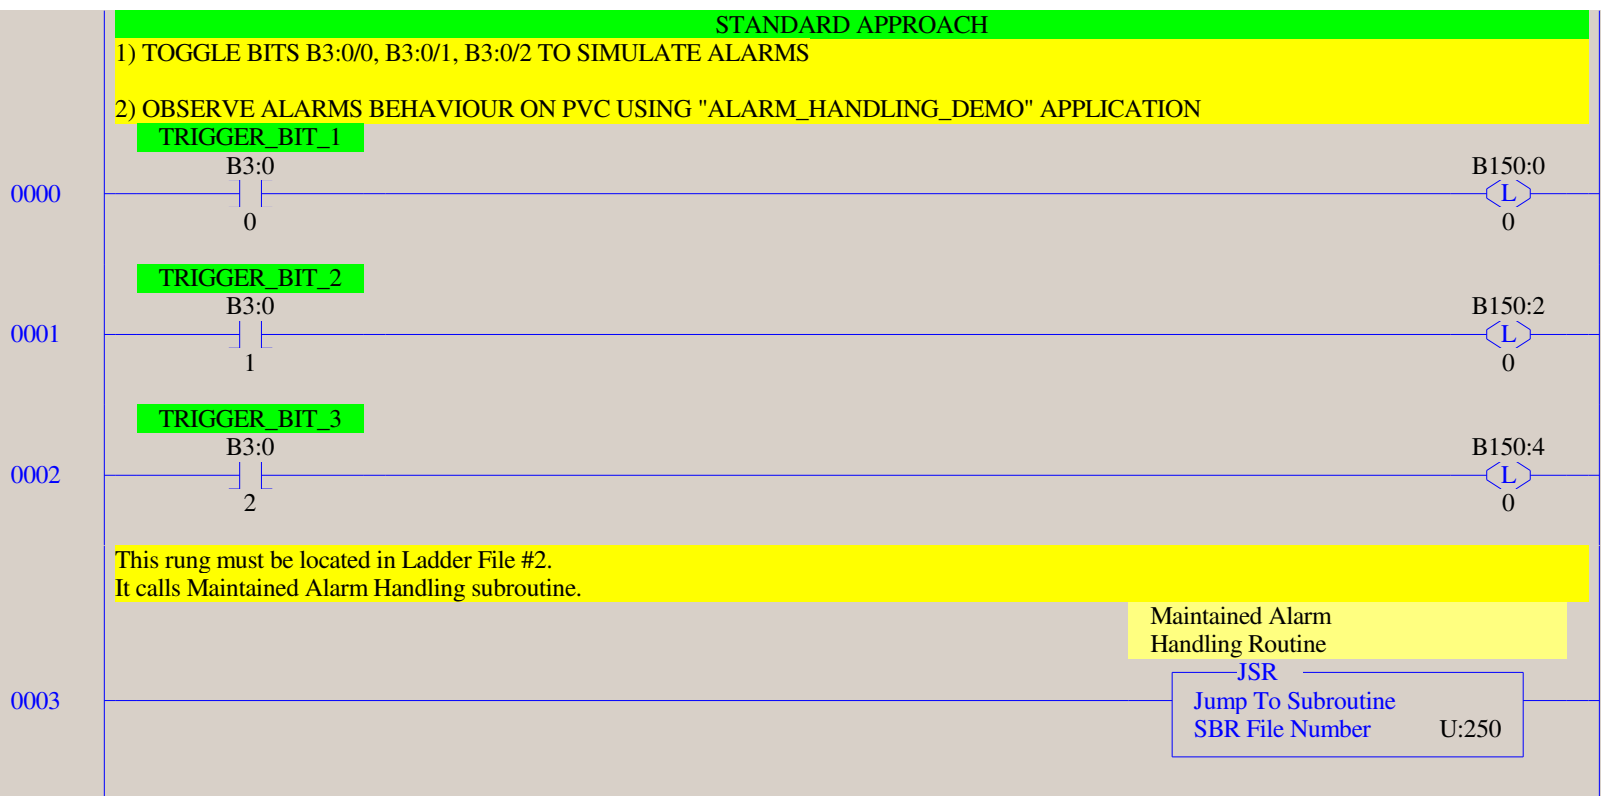 STANDARD APPROACH
1) TOGGLE BITS B3:0/0, B3:0/1, B3:0/2 TO SIMULATE ALARMS
2) OBSERVE ALARMS BEHAVIOUR ON PVC USING "ALARM_HANDLING_DEMO" APPLICATION
TRIGGER_BIT_1
B3:0
B150:0
0000
L
0
0
TRIGGER_BIT_2
B3:0
B150:2
0001
L
1
0
TRIGGER_BIT_3
B3:0
B150:4
0002
L
2
0
This rung must be located in Ladder File #2.
It calls Maintained Alarm Handling subroutine.
Maintained Alarm
Handling Routine
JSR
0003
Jump To Subroutine
SBR File Number U:250